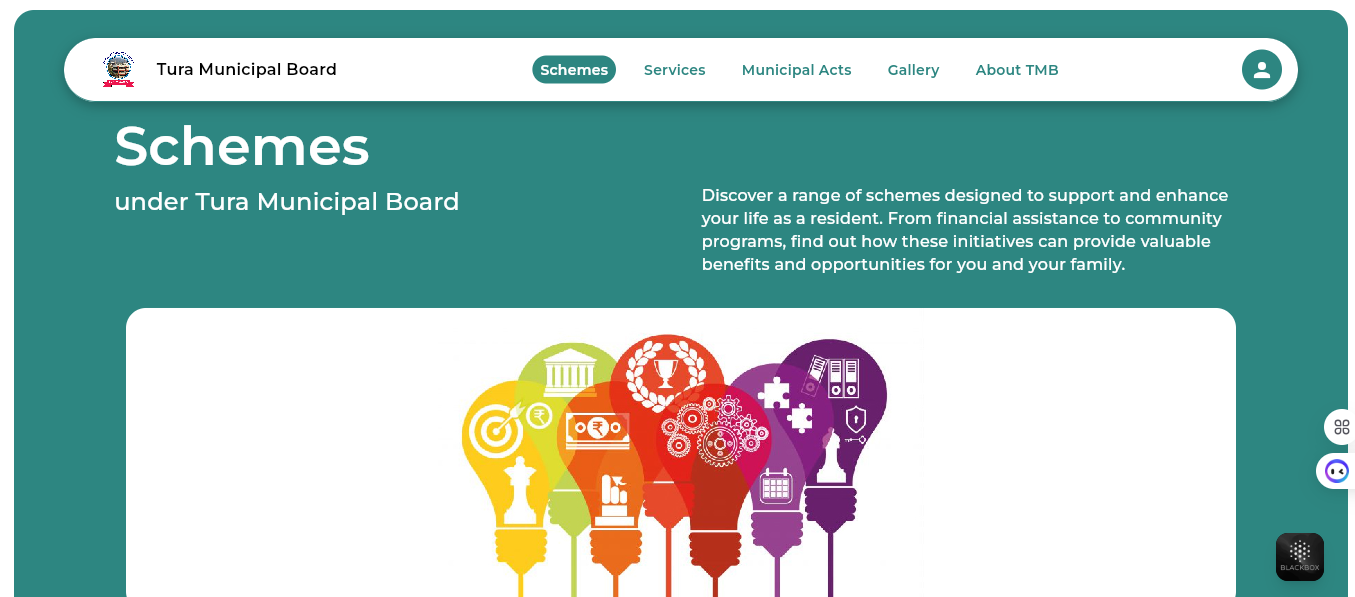 Tura Municipal Board
Schemes
Services
Municipal Acts
Gallery
About TMB
Schemes
under Tura Municipal Board
Discover a range of schemes designed to support and enhance
your life as a resident. From financial assistance to community
programs, find out how these initiatives can provide valuable
benefits and opportunities for you and your family.
₹
₹
BLACKBOX